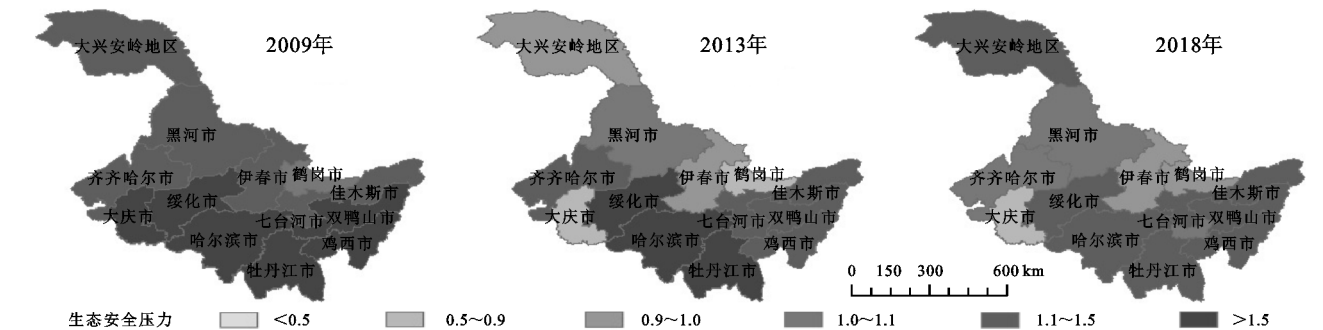 2009年
大兴安岭地区
黑河市
齐齐哈尔市
伊春市
鹤岗市
佳木斯市
大庆市
绥化市
七台河市
双鸭山市
哈尔滨市
鸡西市
牡丹江市
2013年
大兴安岭地区
黑河市
齐齐哈尔市
伊春市
鹤岗市
佳木斯市
大庆市
绥化市
七台河市
双鸭山市
哈尔滨市
鸡西市
牡丹江市
2018年
大兴安岭地区
黑河市
齐齐哈尔市
伊春市
鹤岗市
佳木斯市
大庆市
绥化市
七台河市
双鸭山市
哈尔滨市
鸡西市
牡丹江市
0 150 300 600 km
生态安全压力 <0.5 0.5~0.9 0.9~1.0 1.0~1.1 1.1~1.5 >1.5